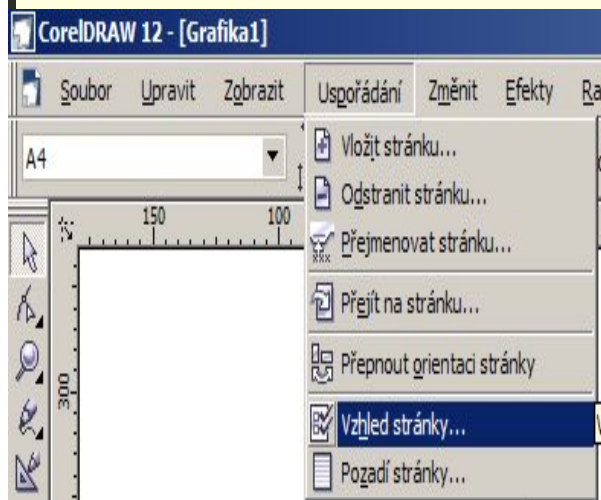 CorelDRAW 12 - [Grafika1]
Soubor Upravit Zobrazit Uspořádání Změnit Efekty
A4
Vložit stránku...
Odstranit stránku...
Přejmenovat stránku...
Přejít na stránku...
Přepnout orientaci stránky
Vzhled stránky...
Pozadí stránky...
150 100
300